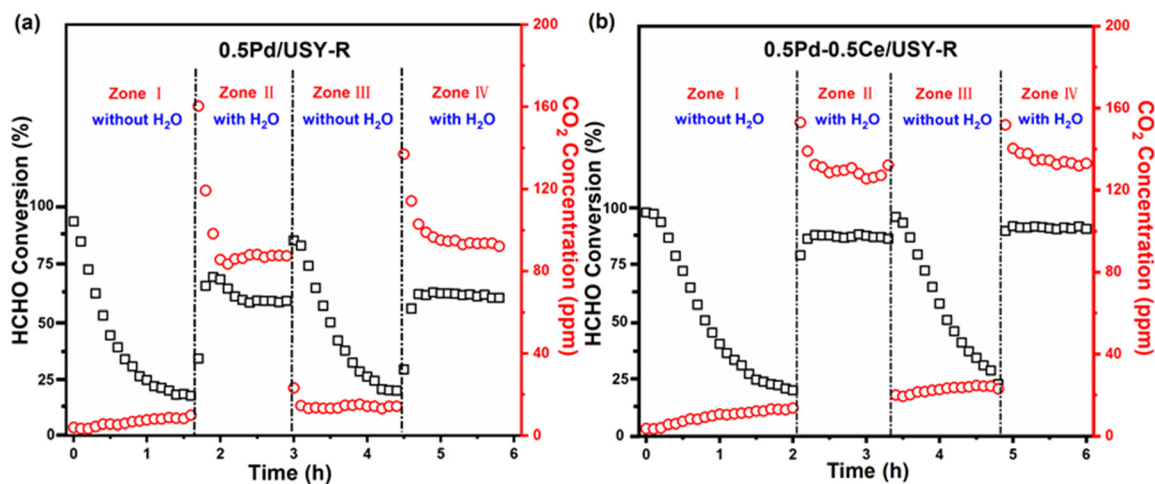 (a)
0.5Pd/USY-R
Zone I
without H2O
Zone II
with H2O
Zone III
without H2O
Zone IV
with H2O
HCHO Conversion (%)
100
75
50
25
0
CO2 Concentration (ppm)
200
160
120
80
40
0
0 1 2 3 4 5 6
Time (h)
(b)
0.5Pd-0.5Ce/USY-R
Zone I
without H2O
Zone II
with H2O
Zone III
without H2O
Zone IV
with H2O
HCHO Conversion (%)
100
75
50
25
0
CO2 Concentration (ppm)
200
160
120
80
40
0
0 1 2 3 4 5 6
Time (h)